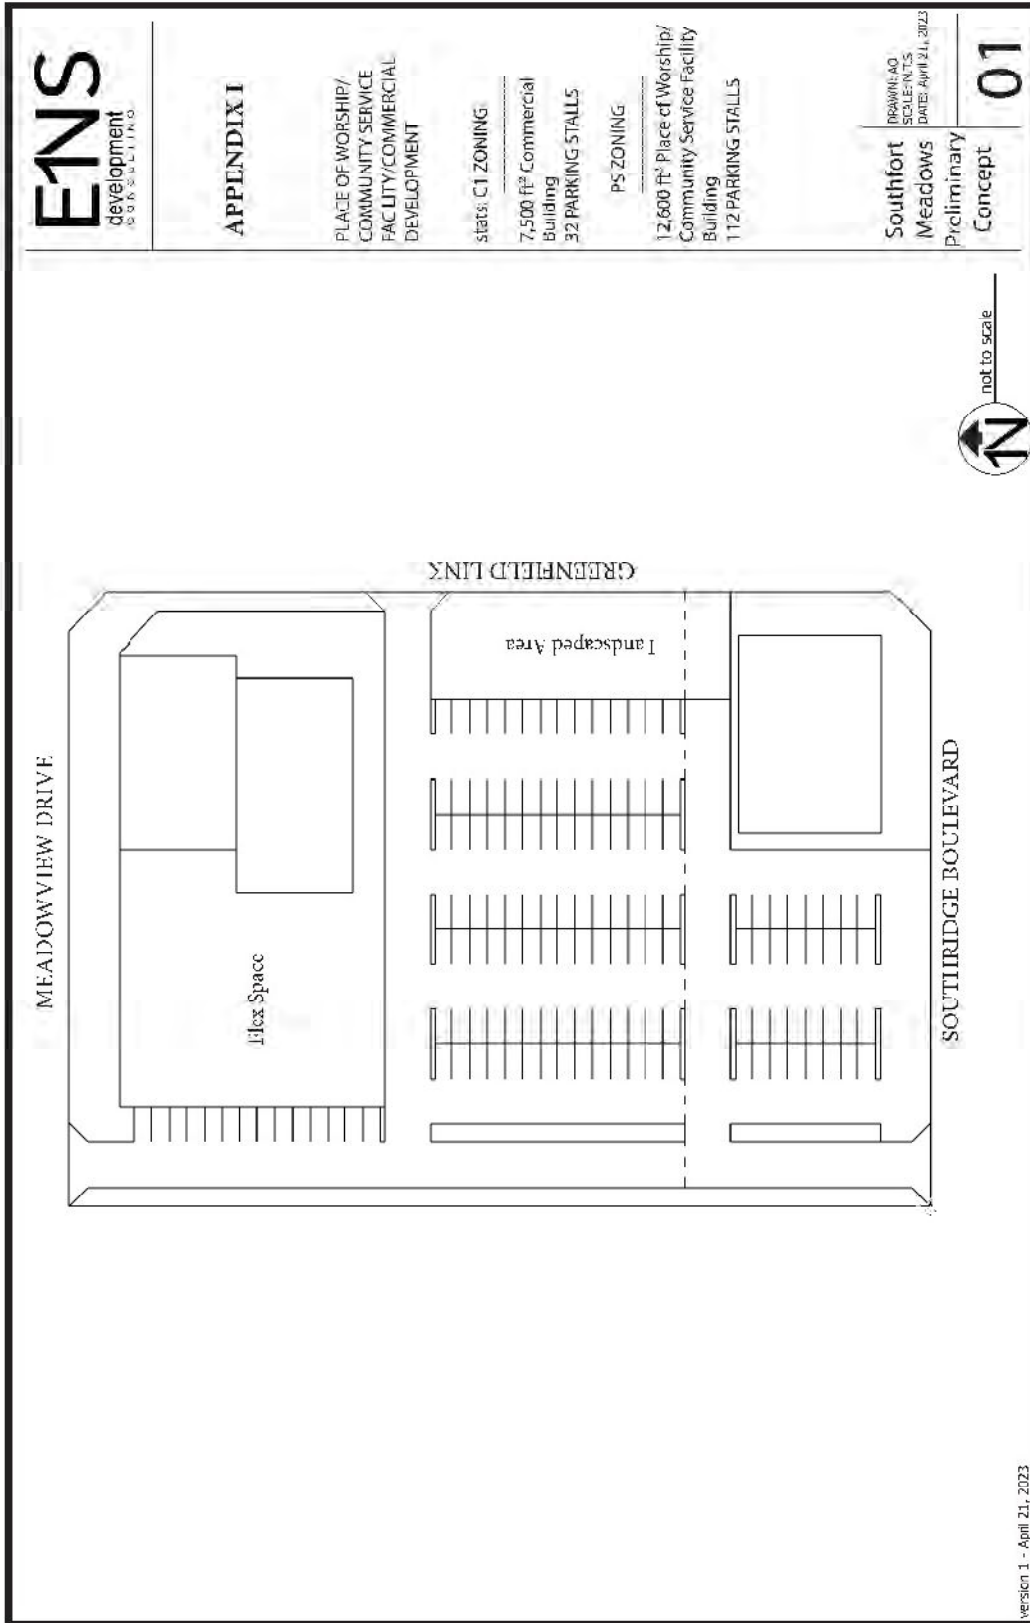 E1NS
development
CONSULTING
APPENDIX I
PLACE OF WORSHIP/
COMMUNITY SERVICE
FACILITY/COMMERCIAL
DEVELOPMENT
stats: C1 ZONING
7,500 ft² Commercial
Building
32 PARKING STALLS
PS ZONING
12,600 ft² Place of Worship/
Community Service Facility
Building
112 PARKING STALLS
Southfort
Meadows
Preliminary
Concept
DRAWN: AO
SCALE: N.T.S
DATE: April 21, 2023
01
MEADOWVIEW DRIVE
Flex Space
GREENFIELD LINK
Landscaped Area
SOUTHRIDGE BOULEVARD
N
not to scale
version 1 - April 21, 2023